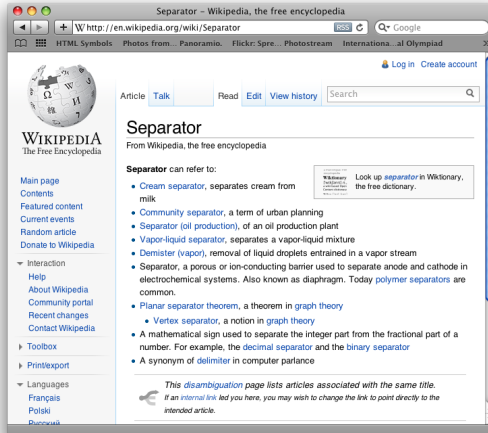 Separator – Wikipedia, the free encyclopedia
W http://en.wikipedia.org/wiki/Separator RSS Google
HTML Symbols Photos from... Panoramio. Flickr: Spre... Photostream Internationa...al Olympiad
Log in Create account
Article Talk Read Edit View history Search
WIKIPEDIA
The Free Encyclopedia
Main page
Contents
Featured content
Current events
Random article
Donate to Wikipedia
Interaction
Help
About Wikipedia
Community portal
Recent changes
Contact Wikipedia
Toolbox
Print/export
Languages
Français
Polski
Русский
Separator
From Wikipedia, the free encyclopedia
Separator can refer to:
Look up separator in Wiktionary,
the free dictionary.
Cream separator, separates cream from
milk
Community separator, a term of urban planning
Separator (oil production), of an oil production plant
Vapor-liquid separator, separates a vapor-liquid mixture
Demister (vapor), removal of liquid droplets entrained in a vapor stream
Separator, a porous or ion-conducting barrier used to separate anode and cathode in
electrochemical systems. Also known as diaphragm. Today polymer separators are
common.
Planar separator theorem, a theorem in graph theory
Vertex separator, a notion in graph theory
A mathematical sign used to separate the integer part from the fractional part of a
number. For example, the decimal separator and the binary separator
A synonym of delimiter in computer parlance
This disambiguation page lists articles associated with the same title.
If an internal link led you here, you may wish to change the link to point directly to the
intended article.